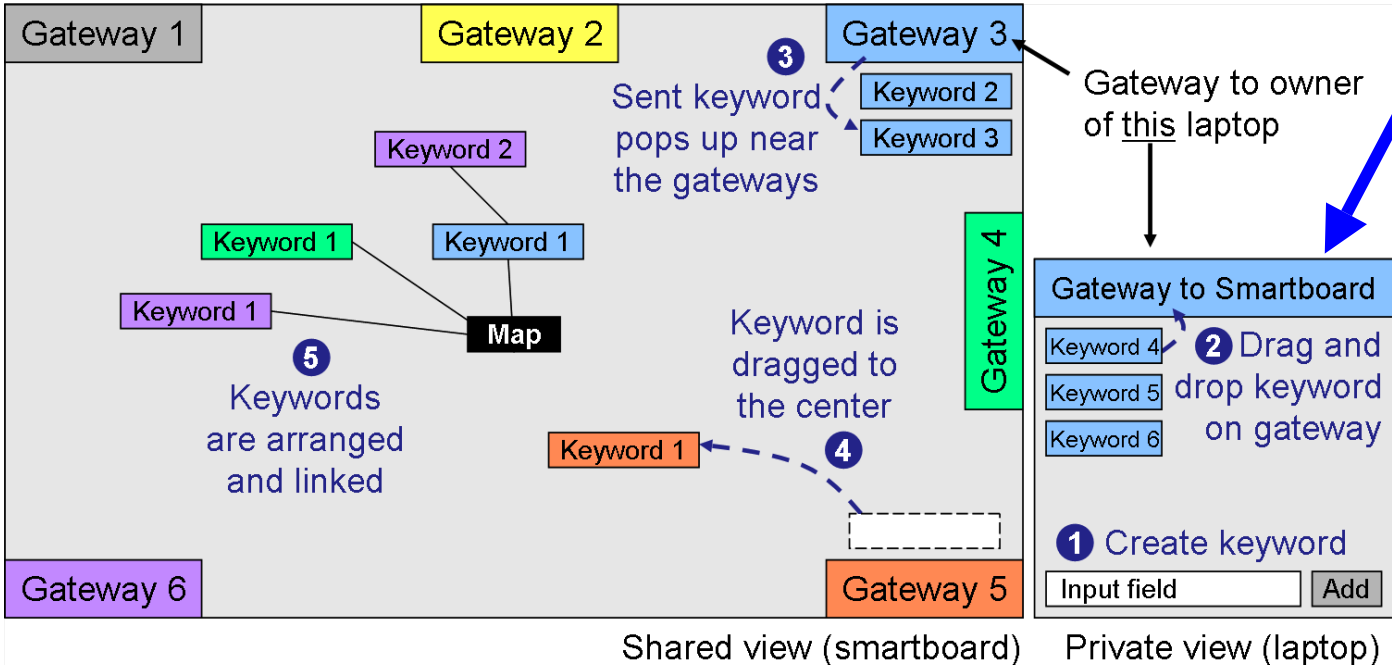 Gateway 1
Gateway 2
Gateway 3
3
Sent keyword
pops up near
the gateways
Keyword 2
Keyword 3
Gateway to owner
of this laptop
Keyword 2
Keyword 1
Keyword 1
Keyword 1
Map
5
Keywords
are arranged
and linked
Keyword is
dragged to
the center
4
Keyword 1
Gateway 4
Gateway 6
Gateway 5
Gateway to Smartboard
Keyword 4
Keyword 5
Keyword 6
2 Drag and
drop keyword
on gateway
1 Create keyword
Input field
Add
Shared view (smartboard)
Private view (laptop)